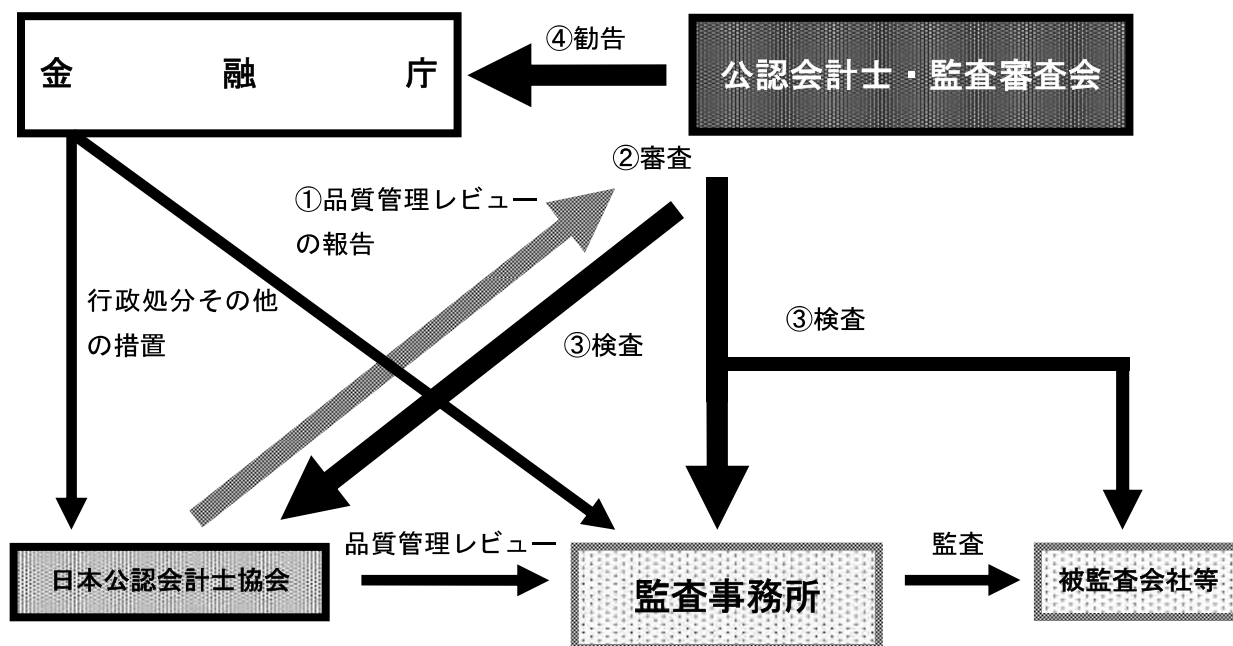 金融庁
④勧告
公認会計士・監査審査会
②審査
①品質管理レビュー
の報告
行政処分その他
の措置
③検査
③検査
日本公認会計士協会
品質管理レビュー
監査事務所
監査
被監査会社等